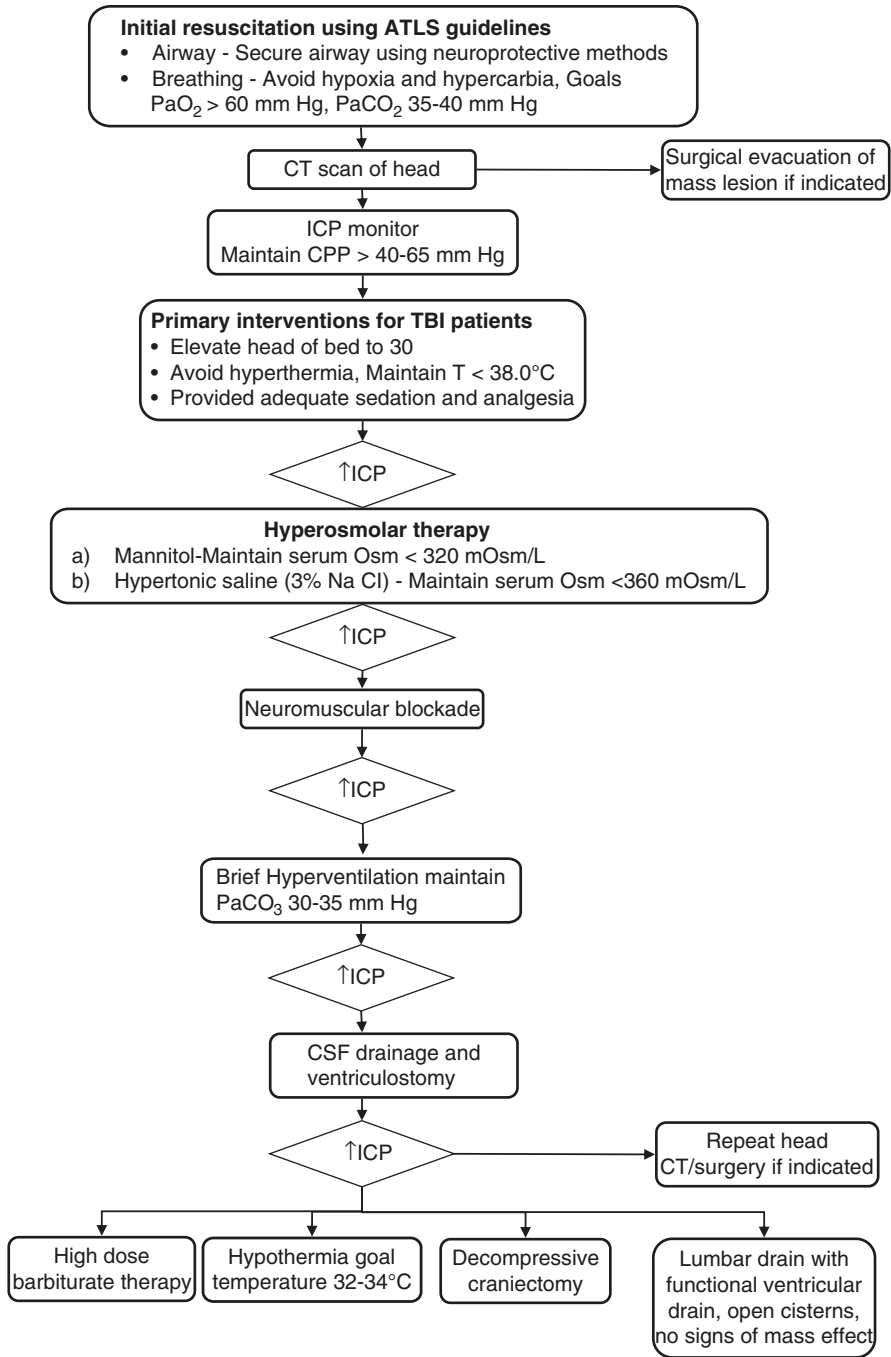 Initial resuscitation using ATLS guidelines
• Airway - Secure airway using neuroprotective methods
• Breathing - Avoid hypoxia and hypercarbia, Goals
PaO₂ > 60 mm Hg, PaCO₂ 35-40 mm Hg
CT scan of head
Surgical evacuation of
mass lesion if indicated
ICP monitor
Maintain CPP > 40-65 mm Hg
Primary interventions for TBI patients
• Elevate head of bed to 30
• Avoid hyperthermia, Maintain T < 38.0°C
• Provided adequate sedation and analgesia
↑ICP
Hyperosmolar therapy
a) Mannitol-Maintain serum Osm < 320 mOsm/L
b) Hypertonic saline (3% Na CI) - Maintain serum Osm <360 mOsm/L
↑ICP
Neuromuscular blockade
↑ICP
Brief Hyperventilation maintain
PaCO₃ 30-35 mm Hg
↑ICP
CSF drainage and
ventriculostomy
↑ICP
Repeat head
CT/surgery if indicated
High dose
barbiturate therapy
Hypothermia goal
temperature 32-34°C
Decompressive
craniectomy
Lumbar drain with
functional ventricular
drain, open cisterns,
no signs of mass effect